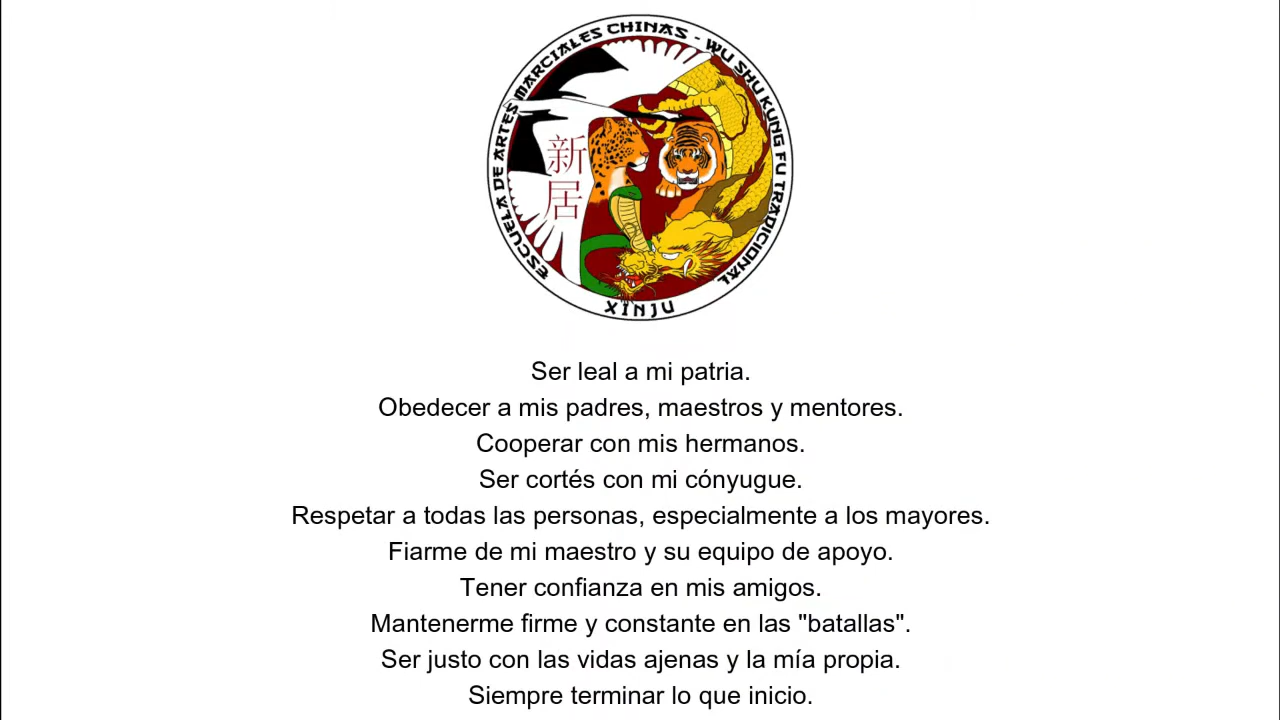 ESCUELA DE ARTES MARCIALES CHINAS - WU SHU KUNG FU TRADICIONAL
新居
XINJU
Ser leal a mi patria.
Obedecer a mis padres, maestros y mentores.
Cooperar con mis hermanos.
Ser cortés con mi cónyugue.
Respetar a todas las personas, especialmente a los mayores.
Fiarme de mi maestro y su equipo de apoyo.
Tener confianza en mis amigos.
Mantenerme firme y constante en las "batallas".
Ser justo con las vidas ajenas y la mía propia.
Siempre terminar lo que inicio.